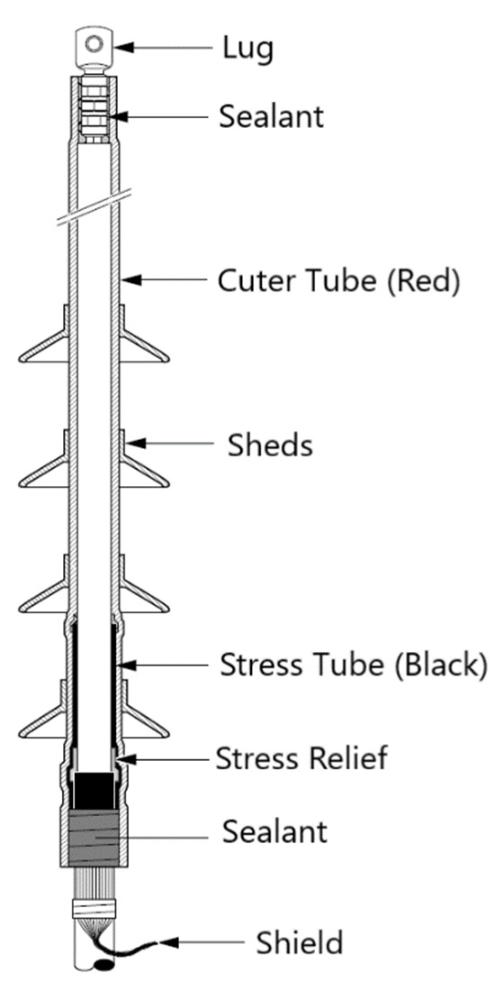 Lug
Sealant
Cuter Tube (Red)
Sheds
Stress Tube (Black)
Stress Relief
Sealant
Shield